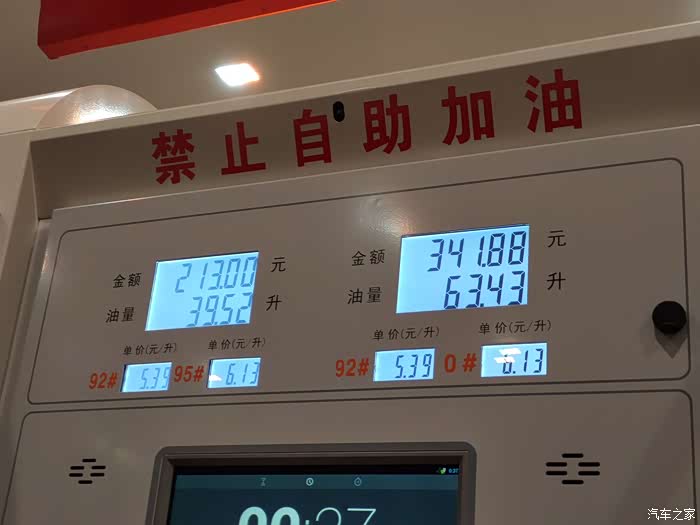 禁止自助加油
金额 213.00 元
油量 39.52 升
单价(元/升) 单价(元/升)
92# 5.39 95# 6.13
金额 341.88 元
油量 63.43 升
单价(元/升) 单价(元/升)
92# 5.39 0# 6.13
汽车之家